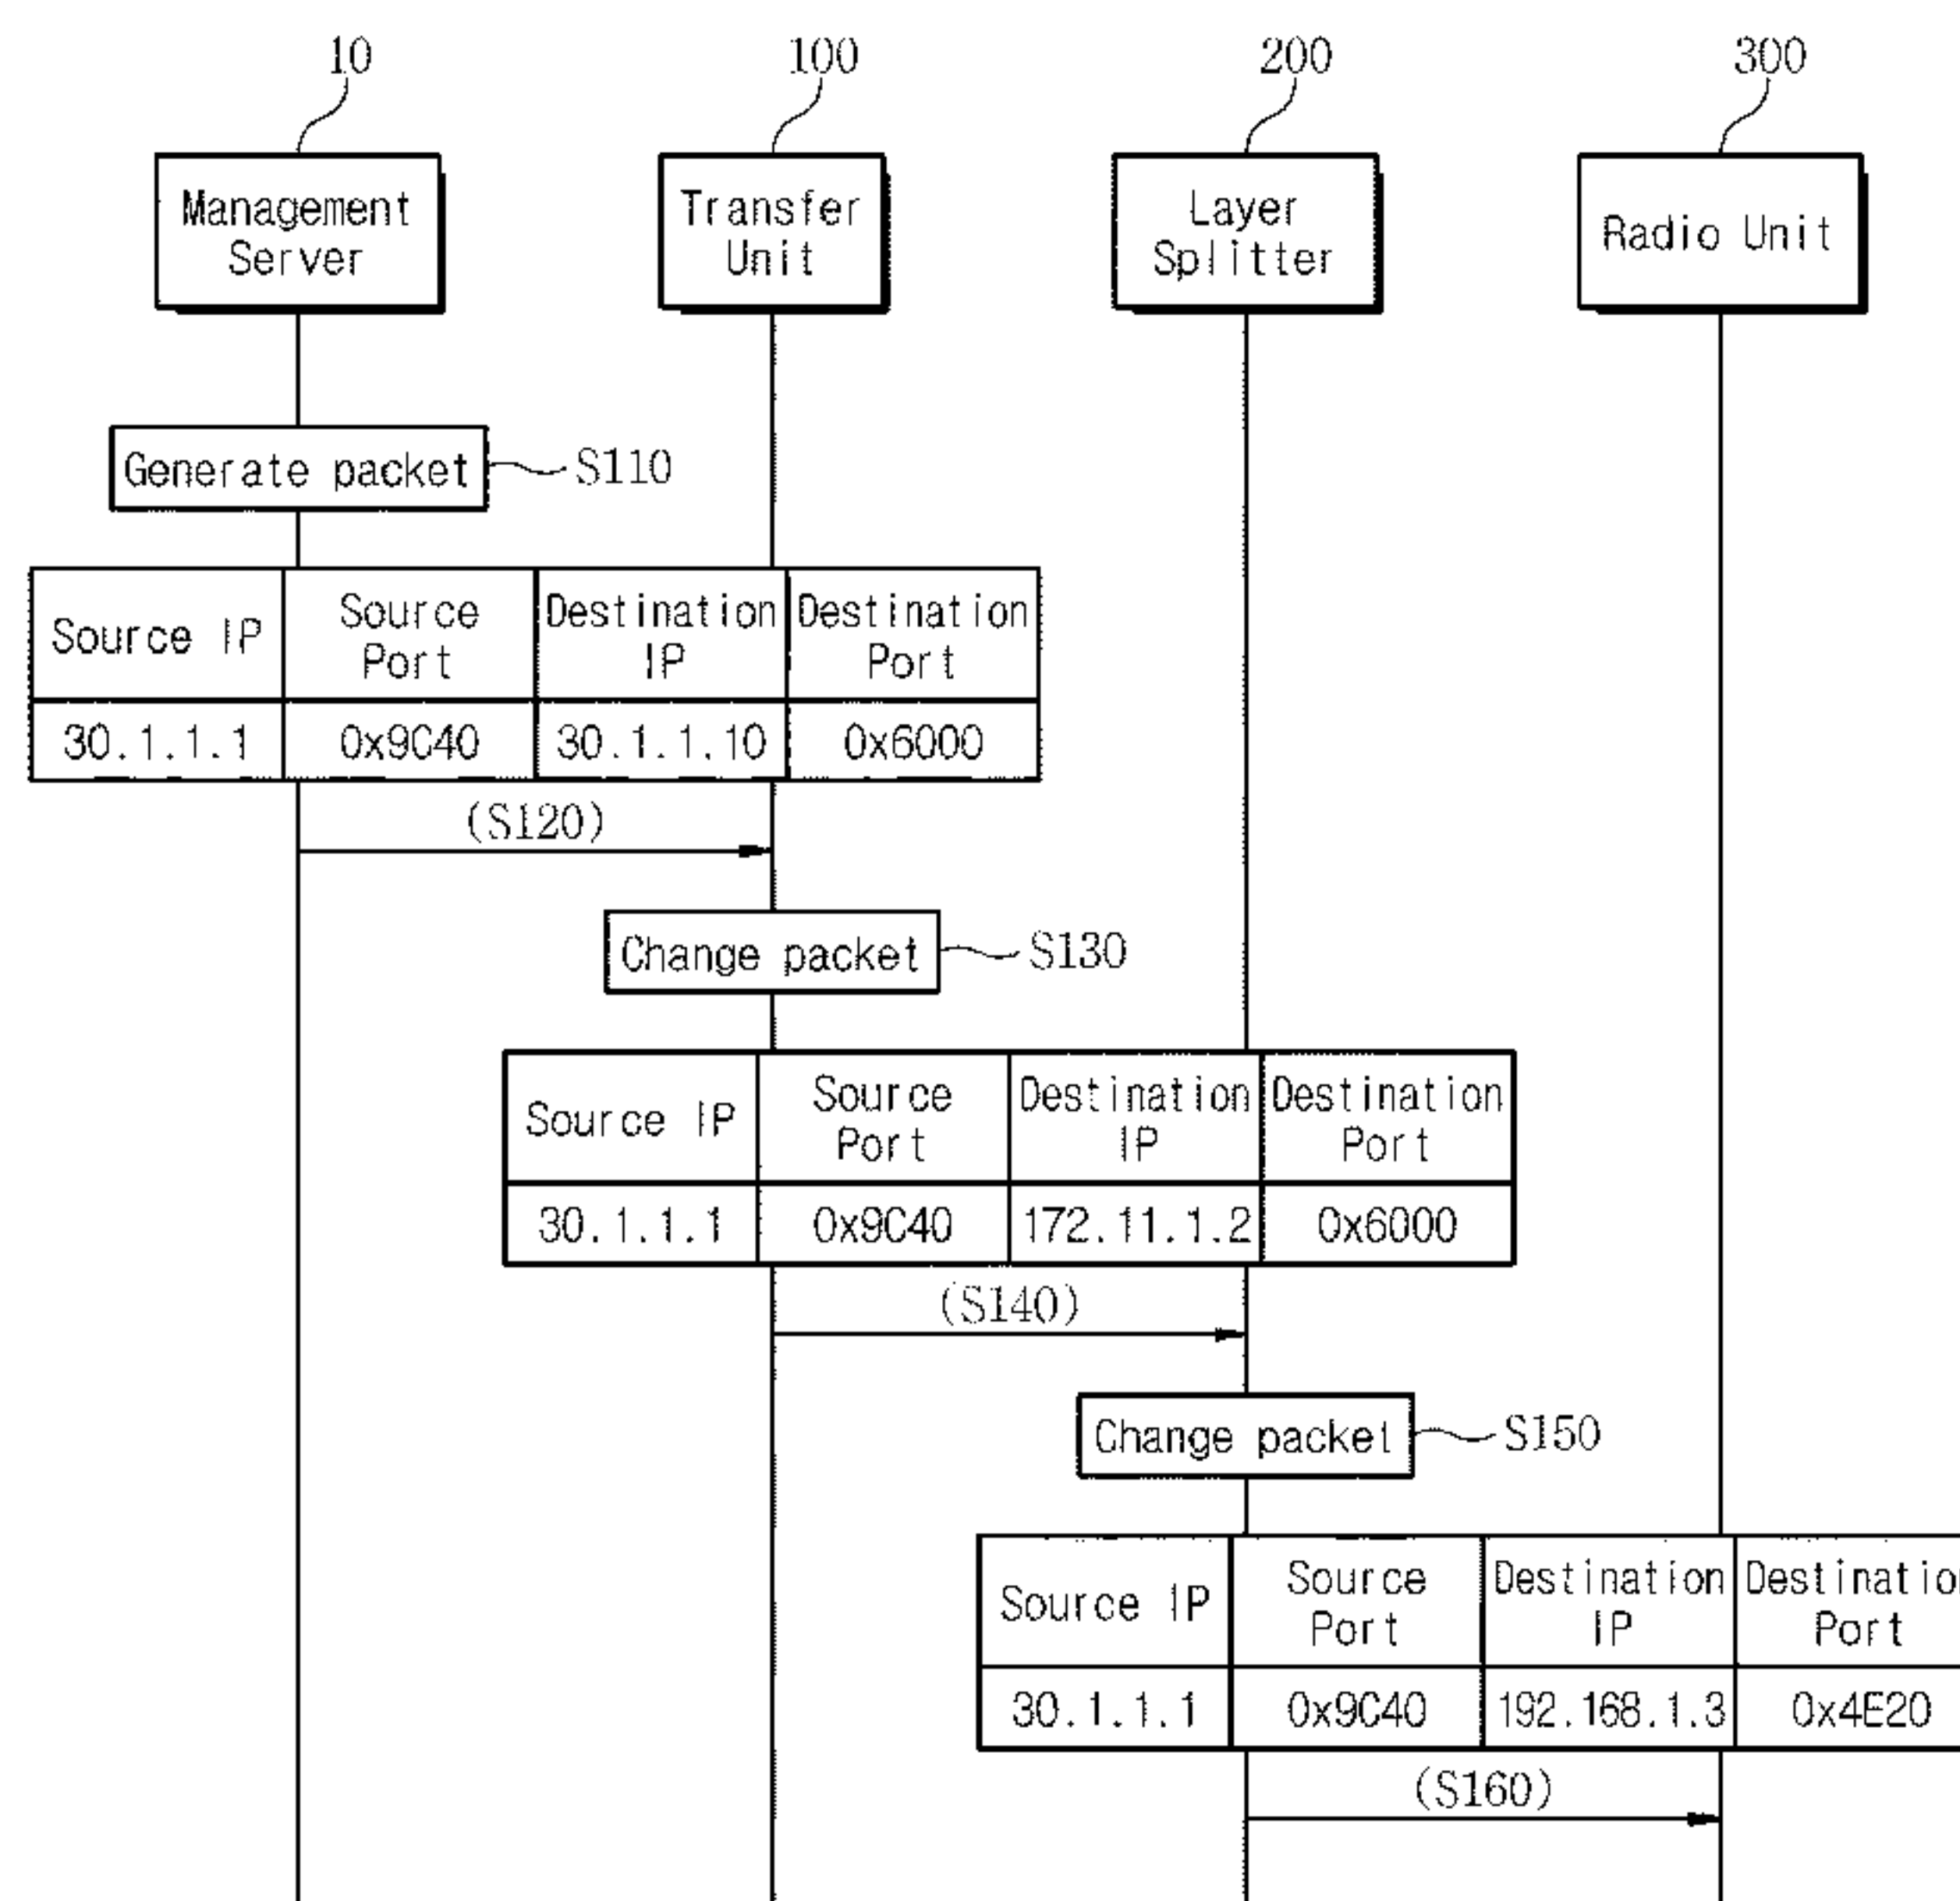 10
100
200
300
Management
Server
Transfer
Unit
Layer
Splitter
Radio Unit
Generate packet
S110
Source IP
Source
Port
Destination
IP
Destination
Port
30.1.1.1
0x9C40
30.1.1.10
0x6000
(S120)
Change packet
S130
Source IP
Source
Port
Destination
IP
Destination
Port
30.1.1.1
0x9C40
172.11.1.2
0x6000
(S140)
Change packet
S150
Source IP
Source
Port
Destination
IP
Destination
Port
30.1.1.1
0x9C40
192.168.1.3
0x4E20
(S160)